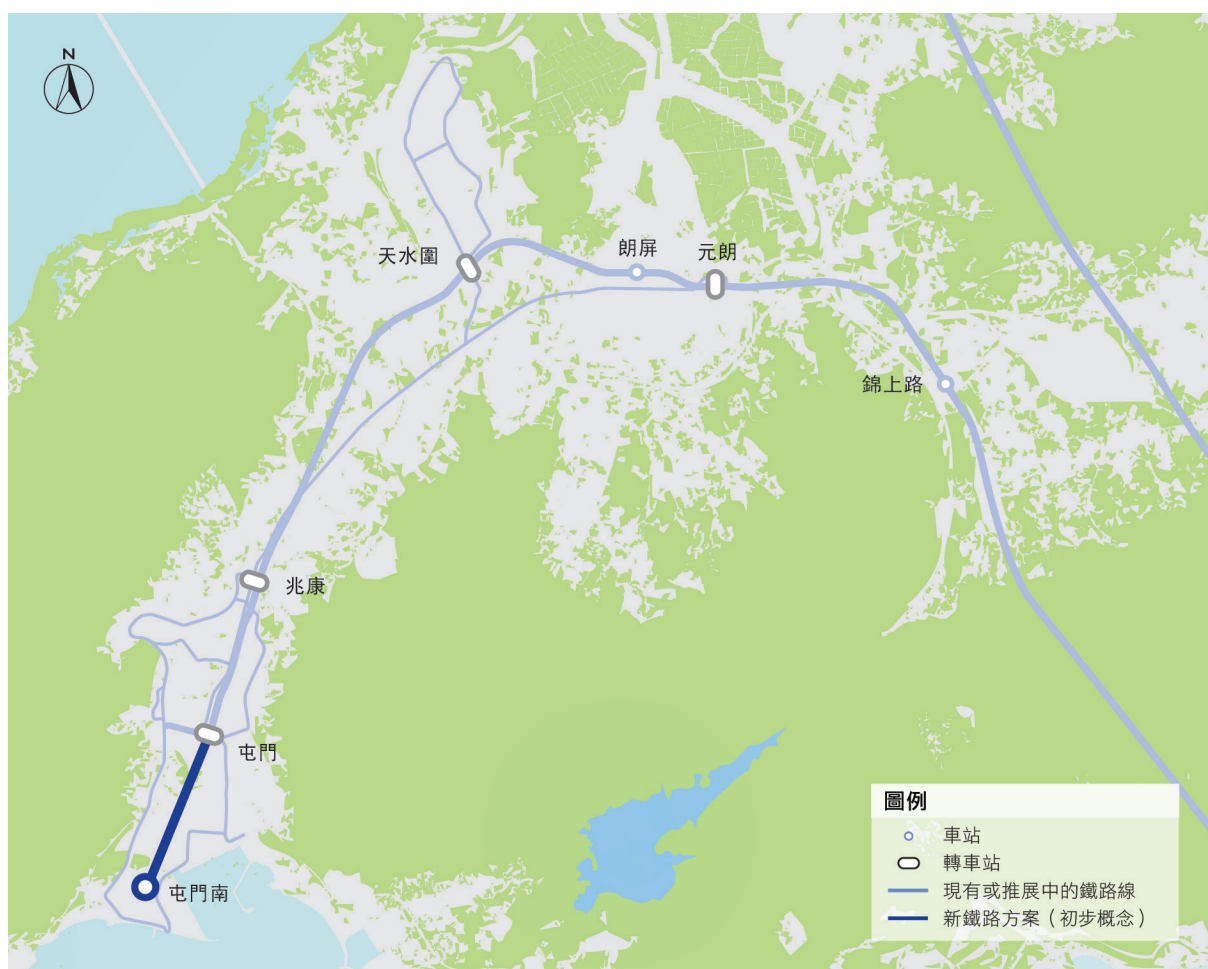 N
天水圍
朗屏
元朗
錦上路
兆康
屯門
屯門南
圖例
車站
轉車站
現有或推展中的鐵路線
新鐵路方案（初步概念）